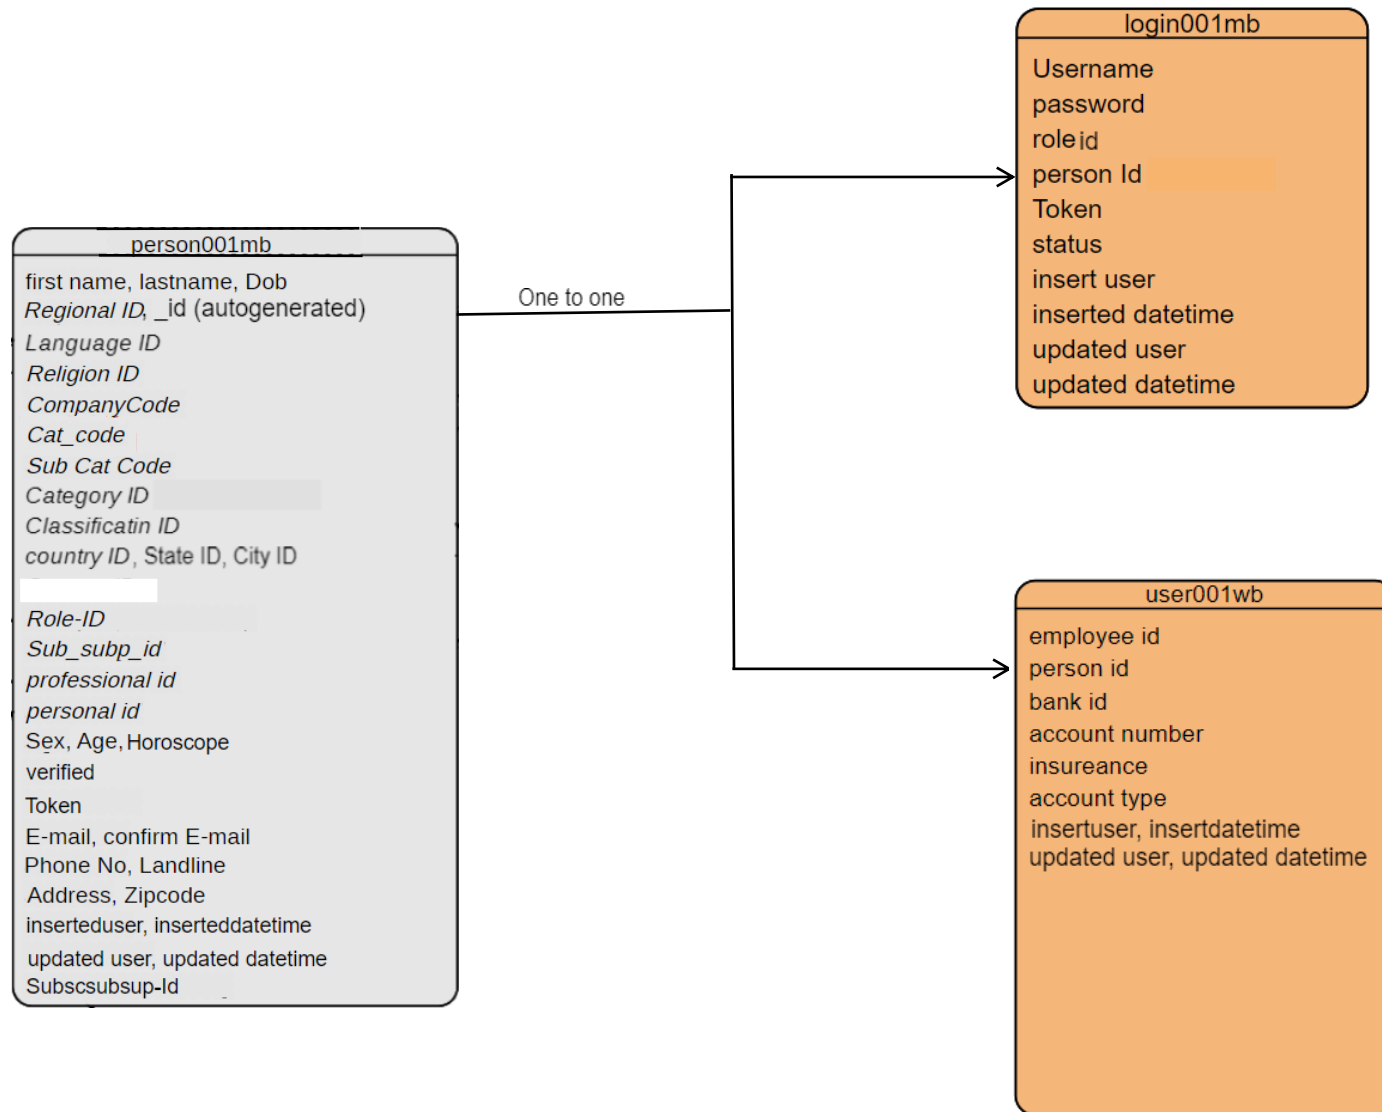 person001mb
first name, lastname, Dob
Regional ID, _id (autogenerated)
Language ID
Religion ID
CompanyCode
Cat_code
Sub Cat Code
Category ID
Classificatin ID
country ID, State ID, City ID
Role-ID
Sub_subp_id
professional id
personal id
Sex, Age, Horoscope
verified
Token
E-mail, confirm E-mail
Phone No, Landline
Address, Zipcode
inserteduser, inserteddatetime
updated user, updated datetime
Subscsubsup-Id
One to one
login001mb
Username
password
role id
person Id
Token
status
insert user
inserted datetime
updated user
updated datetime
user001wb
employee id
person id
bank id
account number
insureance
account type
insertuser, insertdatetime
updated user, updated datetime